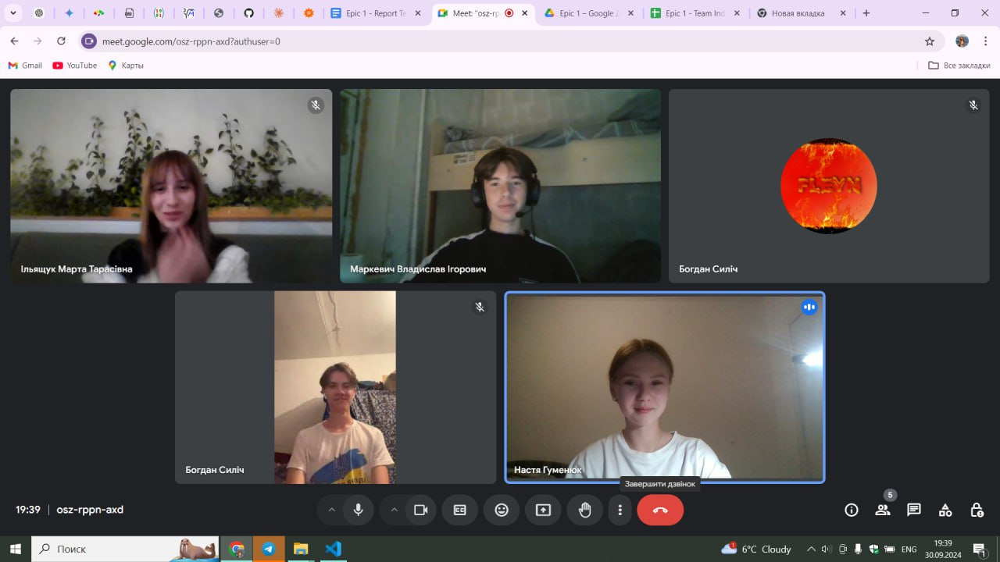 Epic 1 - Report Te
Meet: "osz-rp
Epic 1 – Google Д
Epic 1 - Team Ind
Новая вкладка
meet.google.com/osz-rppn-axd?authuser=0
Gmail
YouTube
Карты
Все закладки
Ільящук Марта Тарасівна
Маркевич Владислав Ігорович
FLEYN
Богдан Силіч
Богдан Силіч
Настя Гуменюк
Завершити дзвінок
19:39
osz-rppn-axd
5
Поиск
1
6°C Cloudy
ENG
19:39
30.09.2024
1